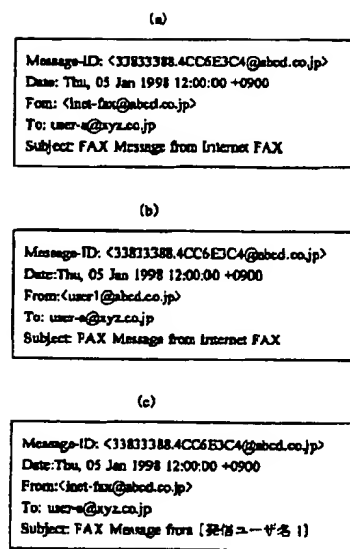 (a)
Message-ID: <33833388.4CC6E3C4@abcd.co.jp>
Date: Thu, 05 Jan 1998 12:00:00 +0900
Fom: <inet-fax@abcd.co.jp>
To: user-a@xyz.co.jp
Subject: FAX Message from Internet FAX
(b)
Message-ID: <33833388.4CC6E3C4@abcd.co.jp>
Date:Thu, 05 Jan 1998 12:00:00 +0900
From:<user1@abcd.co.jp>
To: user-a@xyz.co.jp
Subject: FAX Message from Internet FAX
(c)
Message-ID: <33833388.4CC6E3C4@abcd.co.jp>
Date:Thu, 05 Jan 1998 12:00:00 +0900
From:<inet-fax@abcd.co.jp>
To: user-a@xyz.co.jp
Subject: FAX Message from [発信ユーザ名 1]